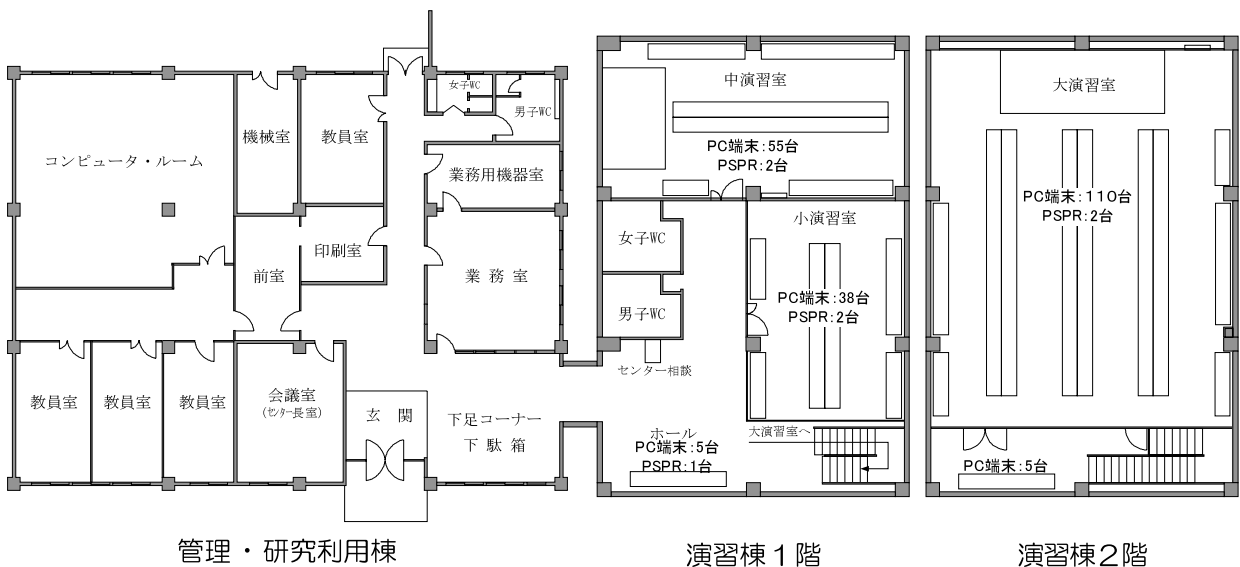 女子WC
男子WC
機械室
教員室
コンピュータ・ルーム
業務用機器室
印刷室
前室
業 務 室
教員室
教員室
教員室
会議室
(センター長室)
玄 関
下足コーナー
下 駄 箱
管理・研究利用棟
中演習室
PC端末:55台
PSPR:2台
小演習室
女子WC
PC端末:38台
PSPR:2台
男子WC
センター相談
ホール
PC端末:5台
PSPR:1台
大演習室へ
演習棟1階
大演習室
PC端末:110台
PSPR:2台
PC端末:5台
演習棟2階